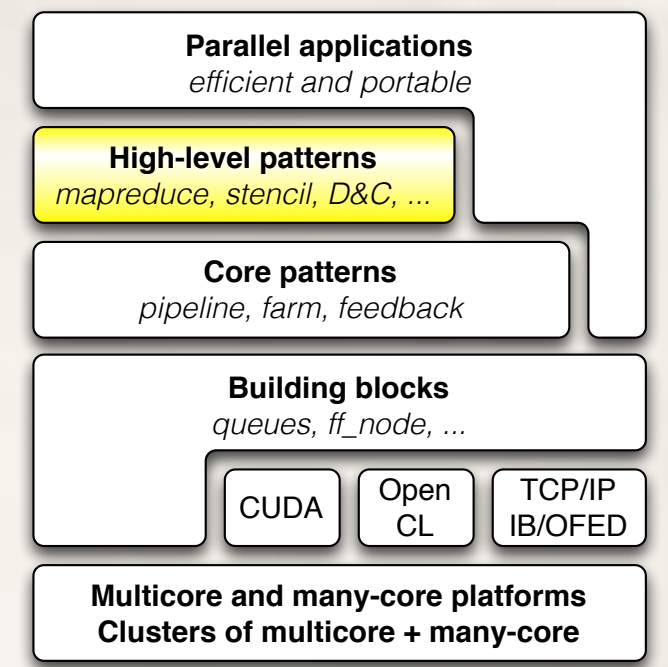 Parallel applications
efficient and portable
High-level patterns
mapreduce, stencil, D&C, ...
Core patterns
pipeline, farm, feedback
Building blocks
queues, ff_node, ...
CUDA
Open
CL
TCP/IP
IB/OFED
Multicore and many-core platforms
Clusters of multicore + many-core